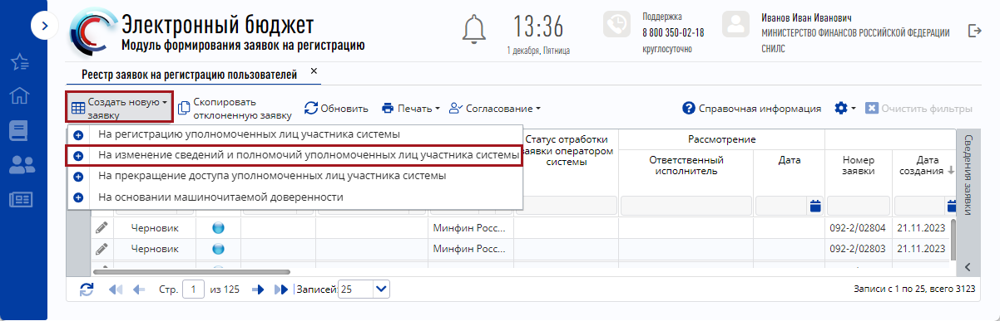 Электронный бюджет
Модуль формирования заявок на регистрацию
13:36
1 декабря, Пятница
Поддержка
8 800 350-02-18
круглосуточно
Иванов Иван Иванович
МИНИСТЕРСТВО ФИНАНСОВ РОССИЙСКОЙ ФЕДЕРАЦИИ
СНИЛС
Реестр заявок на регистрацию пользователей
Создать новую
заявку
Скопировать
отклоненную заявку
Обновить
Печать
Согласование
Справочная информация
Очистить фильтры
На регистрацию уполномоченных лиц участника системы
На изменение сведений и полномочий уполномоченных лиц участника системы
На прекращение доступа уполномоченных лиц участника системы
На основании машиночитаемой доверенности
Статус отработки
заявки оператором
системы
Рассмотрение
Ответственный
исполнитель
Дата
Номер
заявки
Дата
создания
Сведения заявки
Черновик Минфин Росс... 092-2/02804 21.11.2023
Черновик Минфин Росс... 092-2/02803 21.11.2023
Стр. 1 из 125 Записей: 25
Записи с 1 по 25, всего 3123